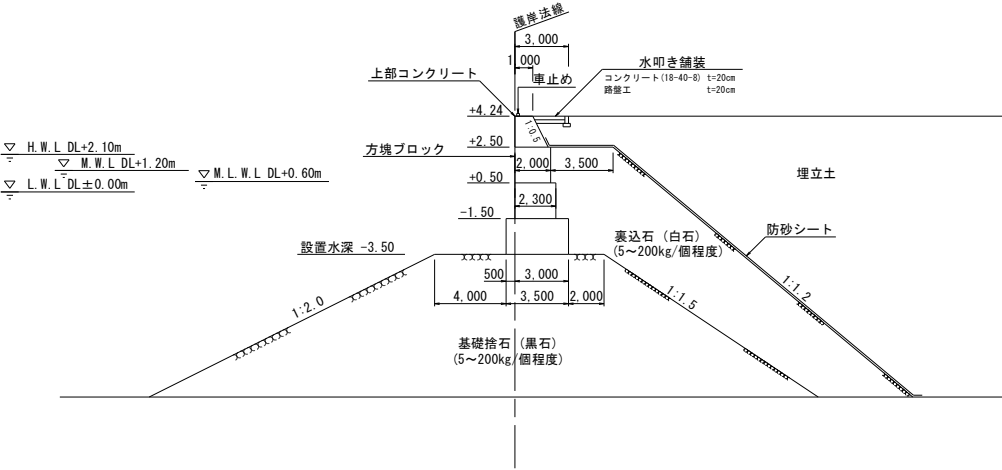 護岸法線
3,000
1,000
水叩き舗装
上部コンクリート
車止め
コンクリート(18-40-8) t=20cm
路盤工 t=20cm
+4.24
1:0.5
H.W.L DL+2.10m
+2.50
方塊ブロック
M.W.L DL+1.20m
2,000
3,500
M.L.W.L DL+0.60m
埋立土
L.W.L DL±0.00m
+0.50
2,300
-1.50
防砂シート
裏込石（白石）
(5～200kg/個程度)
設置水深 -3.50
500
3,000
1:2.0
4,000
3,500
2,000
1:1.5
1:1.2
基礎捨石（黒石）
(5～200kg/個程度)